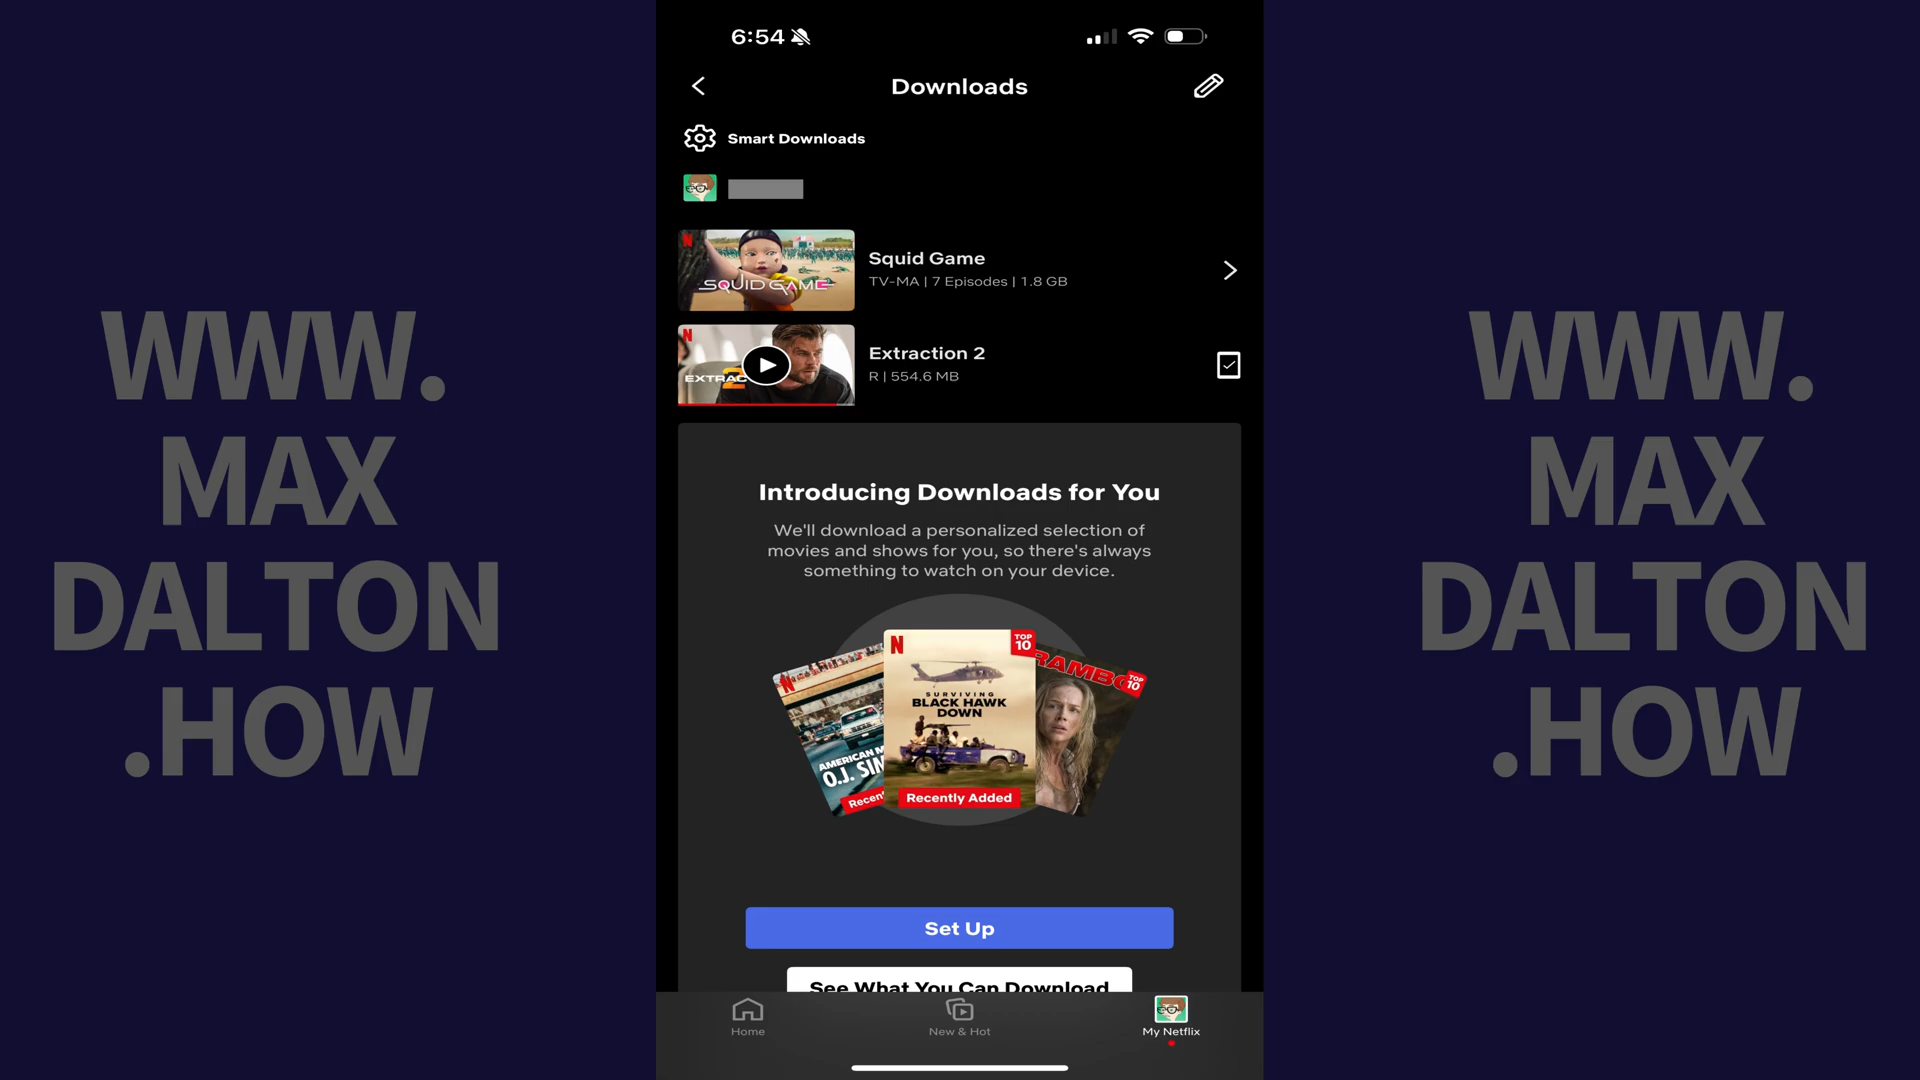 WWW.
MAX
DALTON
.HOW
6:54
Downloads
Smart Downloads
N
SQUID GAME
Squid Game
TV-MA | 7 Episodes | 1.8 GB
N
EXTRAC
2
Extraction 2
R | 554.6 MB
Introducing Downloads for You
We'll download a personalized selection of
movies and shows for you, so there's always
something to watch on your device.
N
AMERICAN M
O.J. SIM
Recent
N
TOP
10
SURVIVING
BLACK HAWK
DOWN
Recently Added
RAMBO
TOP
10
Set Up
See What You Can Download
Home
New & Hot
My Netflix
WWW.
MAX
DALTON
.HOW